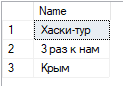 Name
1 Хаски-тур
2 3 раз к нам
3 Крым